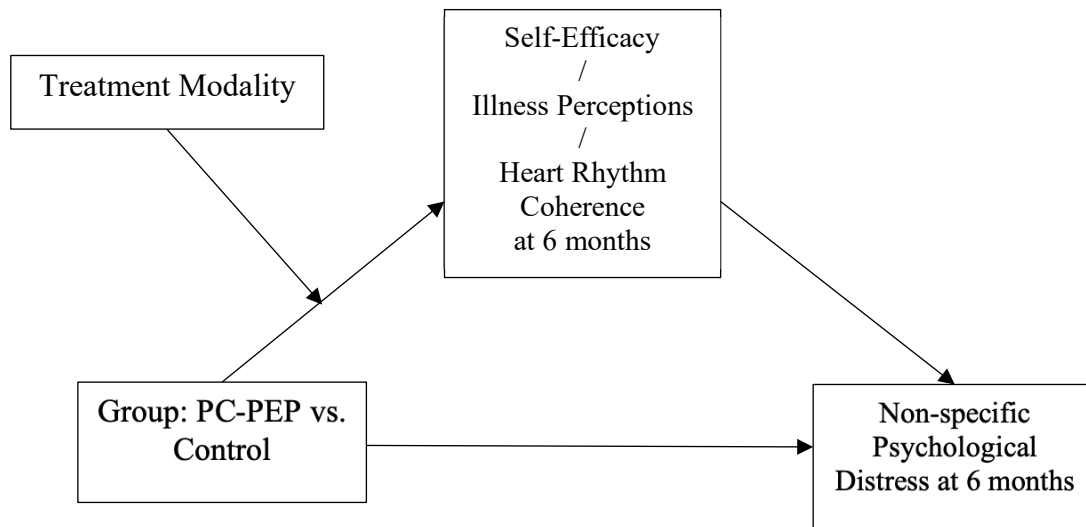 Treatment Modality
Self-Efficacy
/
Illness Perceptions
/
Heart Rhythm
Coherence
at 6 months
Group: PC-PEP vs.
Control
Non-specific
Psychological
Distress at 6 months